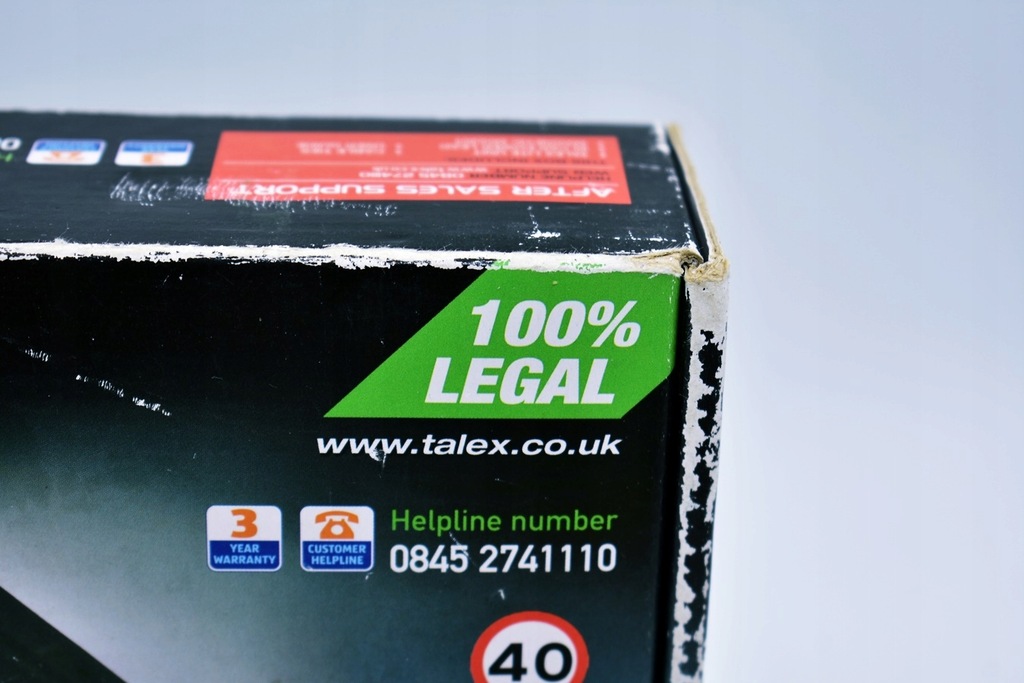 AFTER SALES SUPPORT
100%
LEGAL
www.talex.co.uk
3
YEAR
WARRANTY
CUSTOMER
HELPLINE
Helpline number
0845 2741110
40